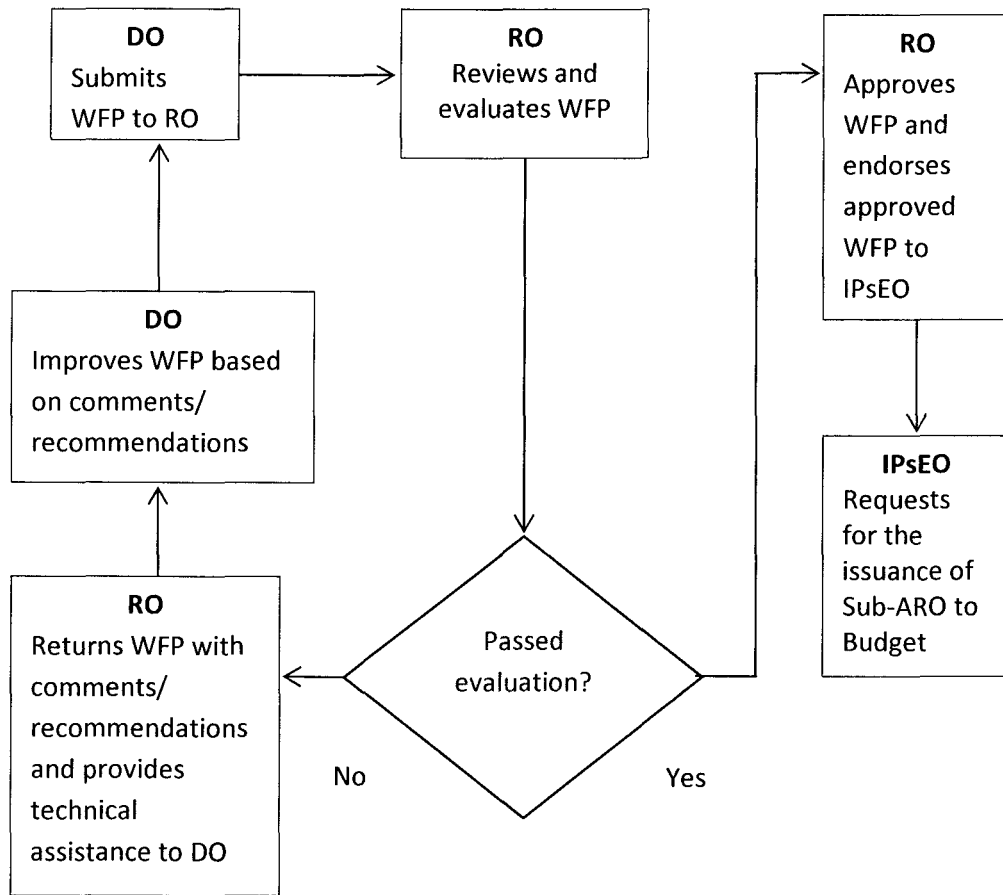 DO
Submits
WFP to RO
RO
Reviews and
evaluates WFP
RO
Approves
WFP and
endorses
approved
WFP to
IPsEO
DO
Improves WFP based
on comments/
recommendations
IPsEO
Requests
for the
issuance of
Sub-ARO to
Budget
RO
Returns WFP with
comments/
recommendations
and provides
technical
assistance to DO
Passed
evaluation?
No
Yes